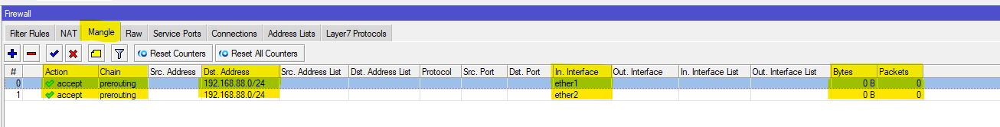 Firewall
Filter Rules NAT Mangle Raw Service Ports Connections Address Lists Layer7 Protocols
Reset Counters Reset All Counters
# Action Chain Src. Address Dst. Address Src. Address List Dst. Address List Protocol Src. Port Dst. Port In. Interface Out. Interface In. Interface List Out. Interface List Bytes Packets
0 accept prerouting 192.168.88.0/24 ether1 0 B 0
1 accept prerouting 192.168.88.0/24 ether2 0 B 0